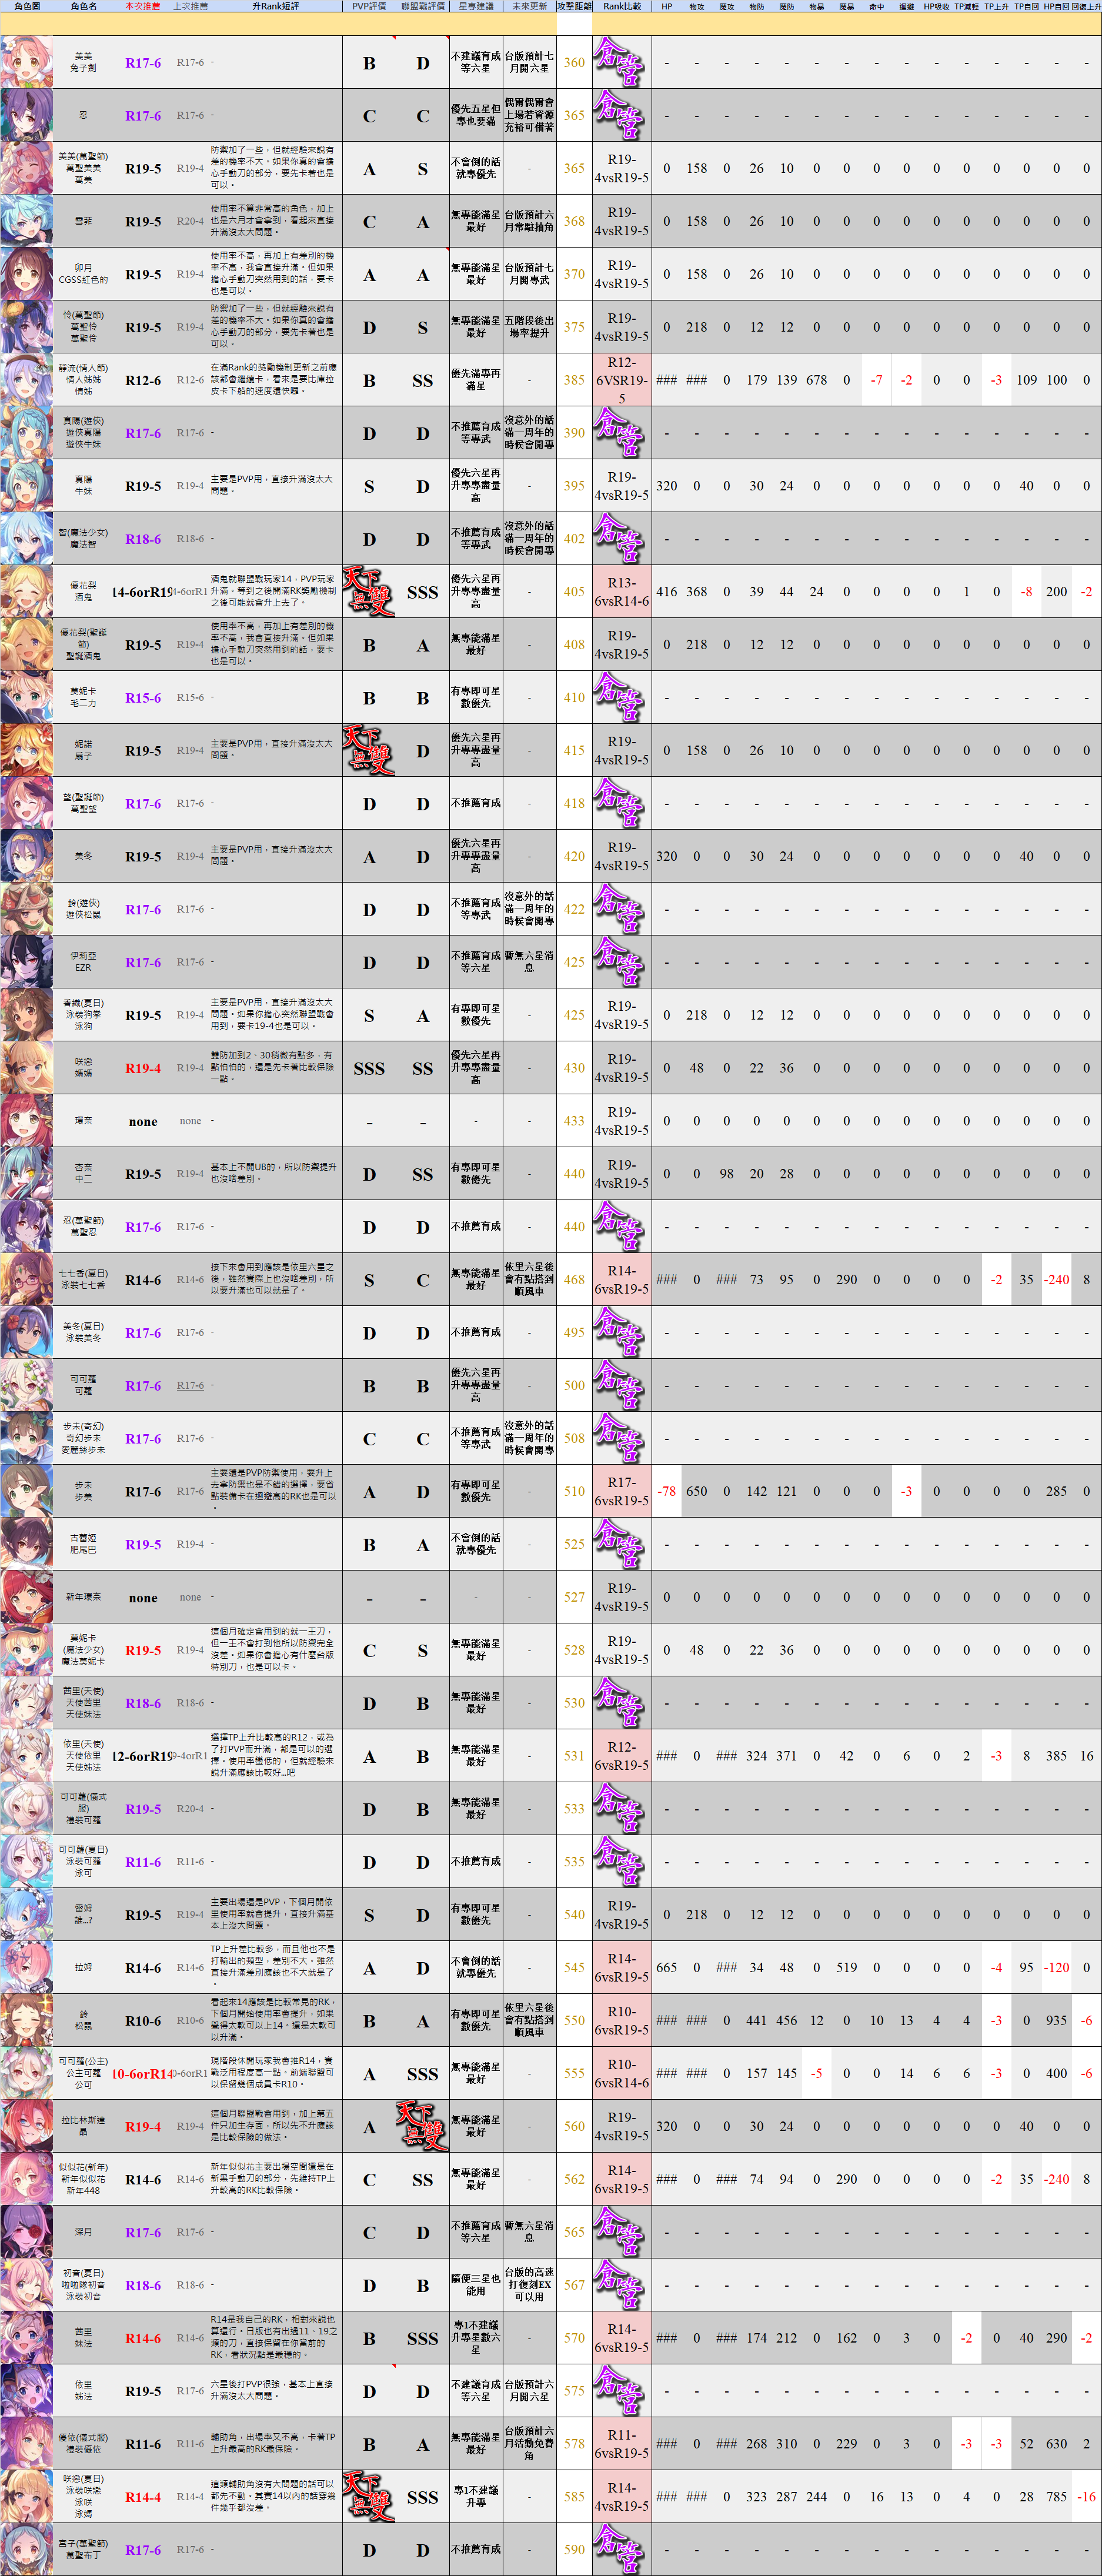 角色圖 角色名 本次推薦 上次推薦 升Rank短評 PVP評價 聯盟戰評價 星專建議 未來更新 攻擊距離 Rank比較 HP 物攻 魔攻 物防 魔防 物暴 魔暴 命中 迴避 HP吸收 TP減輕 TP上升 TP自回 HP自回 回復上升
美美
兔子劍
R17-6 R17-6 - B D
不建議育成
等六星
台版預計七
月開六星
360 倉管 - - - - - - - - - - - - - - -
忍
R17-6 R17-6 - C C
優先五星但
專也要滿
偶爾偶爾會
上場若資源
充裕可備著
365 倉管 - - - - - - - - - - - - - - -
美美(萬聖節)
萬聖美美
萬美
R19-5 R19-4
防禦加了一些，但就經驗來說有
差的機率不大。如果你真的會擔
心手動刀的部分，要先卡著也是
可以。
A S
不會倒的話
就專優先
- 365
R19-
4vsR19-5
0 158 0 26 10 0 0 0 0 0 0 0 0 0 0
雪菲
R19-5 R20-4
使用率不算非常高的角色，加上
也是六月才會拿到，看起來直接
升滿沒太大問題。
C A
無專能滿星
最好
台版預計六
月常駐抽角
368
R19-
4vsR19-5
0 158 0 26 10 0 0 0 0 0 0 0 0 0 0
卯月
CGSS紅色的
R19-5 R19-4
使用率不高，再加上有差別的機
率不高，我會直接升滿。但如果
擔心手動刀突然用到的話，要卡
也是可以。
A A
無專能滿星
最好
台版預計七
月開專武
370
R19-
4vsR19-5
0 158 0 26 10 0 0 0 0 0 0 0 0 0 0
怜(萬聖節)
萬聖怜
R19-5 R19-4
防禦加了一些，但就經驗來說有
差的機率不大。如果你真的會擔
心手動刀的部分，要先卡著也是
可以。
D S
無專能滿星
最好
五階段後出
場率提升
375
R19-
4vsR19-5
0 218 0 12 12 0 0 0 0 0 0 0 0 0 0
靜流(情人節)
情人姊姊
情姊
R12-6 R12-6
在滿Rank的獎勵機制更新之前應
該都會繼續卡，看來是要比庫拉
皮卡下船的速度還快囉。
B SS
優先滿專再
滿星
- 385
R12-
6VSR19-
5
### ### 0 179 139 678 0 -7 -2 0 0 -3 109 100 0
真陽(遊俠)
遊俠真陽
遊俠牛妹
R17-6 R17-6 - D D
不推薦育成
等專武
沒意外的話
滿一周年的
時候會開專
390 倉管 - - - - - - - - - - - - - - -
真陽
牛妹
R19-5 R19-4
主要是PVP用，直接升滿沒太大
問題。
S D
優先六星再
升專專盡量
高
- 395
R19-
4vsR19-5
320 0 0 30 24 0 0 0 0 0 0 0 40 0 0
智(魔法少女)
魔法智
R18-6 R18-6 - D D
不推薦育成
等專武
沒意外的話
滿一周年的
時候會開專
402 倉管 - - - - - - - - - - - - - - -
優花梨
酒鬼
14-6orR19 4-6orR1
酒鬼就聯盟戰玩家14，PVP玩家
升滿。等到之後開滿RK獎勵機制
之後可能就會升上去了。
天下無雙 SSS
優先六星再
升專專盡量
高
- 405
R13-
6vsR14-6
416 368 0 39 44 24 0 0 0 0 1 0 -8 200 -2
優花梨(聖誕
節)
聖誕酒鬼
R19-5 R19-4
使用率不高，再加上有差別的機
率不高，我會直接升滿。但如果
擔心手動刀突然用到的話，要卡
也是可以。
B A
無專能滿星
最好
- 408
R19-
4vsR19-5
0 218 0 12 12 0 0 0 0 0 0 0 0 0 0
莫妮卡
毛二力
R15-6 R15-6 - B B
有專即可星
數優先
- 410 倉管 - - - - - - - - - - - - - - -
妮諾
扇子
R19-5 R19-4
主要是PVP用，直接升滿沒太大
問題。
天下無雙 D
優先六星再
升專專盡量
高
- 415
R19-
4vsR19-5
0 158 0 26 10 0 0 0 0 0 0 0 0 0 0
望(聖誕節)
萬聖望
R17-6 R17-6 - D D
不推薦育成
- 418 倉管 - - - - - - - - - - - - - - -
美冬
R19-5 R19-4
主要是PVP用，直接升滿沒太大
問題。
A D
優先六星再
升專專盡量
高
- 420
R19-
4vsR19-5
320 0 0 30 24 0 0 0 0 0 0 0 40 0 0
鈴(遊俠)
遊俠松鼠
R17-6 R17-6 - D D
不推薦育成
等專武
沒意外的話
滿一周年的
時候會開專
422 倉管 - - - - - - - - - - - - - - -
伊莉亞
EZR
R17-6 R17-6 - D D
不推薦育成
等六星
暫無六星消
息
425 倉管 - - - - - - - - - - - - - - -
香織(夏日)
泳裝狗拳
泳狗
R19-5 R19-4
主要是PVP用，直接升滿沒太大
問題。如果你擔心突然聯盟戰會
用到，要卡19-4也是可以。
S A
有專即可星
數優先
- 425
R19-
4vsR19-5
0 218 0 12 12 0 0 0 0 0 0 0 0 0 0
咲戀
媽媽
R19-4 R19-4
雙防加到2、30稍微有點多，有
點怕怕的，還是先卡著比較保險
一點。
SSS SS
優先六星再
升專專盡量
高
- 430
R19-
4vsR19-5
0 48 0 22 36 0 0 0 0 0 0 0 0 0 0
環奈
none none - - - - - 433
R19-
4vsR19-5
0 0 0 0 0 0 0 0 0 0 0 0 0 0 0
杏奈
中二
R19-5 R19-4
基本上不開UB的，所以防禦提升
也沒啥差別。
D SS
有專即可星
數優先
- 440
R19-
4vsR19-5
0 0 98 20 28 0 0 0 0 0 0 0 0 0 0
忍(萬聖節)
萬聖忍
R17-6 R17-6 - D D
不推薦育成
- 440 倉管 - - - - - - - - - - - - - - -
七七香(夏日)
泳裝七七香
R14-6 R14-6
接下來會用到應該是依里六星之
後，雖然實際上也沒啥差別，所
以要升滿也可以就是了。
S C
無專能滿星
最好
依里六星後
會有點搭到
順風車
468
R14-
6vsR19-5
### 0 ### 73 95 0 290 0 0 0 0 -2 35 -240 8
美冬(夏日)
泳裝美冬
R17-6 R17-6 - D D
不推薦育成
- 495 倉管 - - - - - - - - - - - - - - -
可可蘿
可蘿
R17-6 R17-6 - B B
優先六星再
升專專盡量
高
- 500 倉管 - - - - - - - - - - - - - - -
步未(奇幻)
奇幻步未
愛麗絲步未
R17-6 R17-6 - C C
不推薦育成
等專武
沒意外的話
滿一周年的
時候會開專
508 倉管 - - - - - - - - - - - - - - -
步未
步美
R17-6 R17-6
主要還是PVP防禦使用，要升上
去拿防禦也是不錯的選擇，要省
點裝備卡在迴避高的RK也是可以
。
A D
有專即可星
數優先
- 510
R17-
6vsR19-5
-78 650 0 142 121 0 0 0 -3 0 0 0 0 285 0
古蕾婭
肥尾巴
R19-5 R19-4 - B A
不會倒的話
就專優先
- 525 倉管 - - - - - - - - - - - - - - -
新年環奈
none none - - - - - 527
R19-
4vsR19-5
0 0 0 0 0 0 0 0 0 0 0 0 0 0 0
莫妮卡
(魔法少女)
魔法莫妮卡
R19-5 R19-4
這個月確定會用到的就一王刀，
但一王不會打到他所以防禦完全
沒差。如果你會擔心有什麼台版
特別刀，也是可以卡。
C S
無專能滿星
最好
- 528
R19-
4vsR19-5
0 48 0 22 36 0 0 0 0 0 0 0 0 0 0
茜里(天使)
天使茜里
天使妹法
R18-6 R18-6 - D B
無專能滿星
最好
- 530 倉管 - - - - - - - - - - - - - - -
依里(天使)
天使依里
天使姊法
12-6orR19 9-4orR1
選擇TP上升比較高的R12，或為
了打PVP而升滿，都是可以的選
擇。使用率蠻低的，但就經驗來
說升滿應該比較好...吧
A B
無專能滿星
最好
- 531
R12-
6vsR19-5
### 0 ### 324 371 0 42 0 6 0 2 -3 8 385 16
可可蘿(儀式
服)
禮裝可蘿
R19-5 R20-4 - D B
無專能滿星
最好
- 533 倉管 - - - - - - - - - - - - - - -
可可蘿(夏日)
泳裝可蘿
泳可
R11-6 R11-6 - D D
不推薦育成
- 535 倉管 - - - - - - - - - - - - - - -
雷姆
誰...?
R19-5 R19-4
主要出場還是PVP，下個月開依
里使用率就會提升，直接升滿基
本上沒大問題。
S D
有專即可星
數優先
- 540
R19-
4vsR19-5
0 218 0 12 12 0 0 0 0 0 0 0 0 0 0
拉姆
R14-6 R14-6
TP上升差比較多，而且他也不是
打輸出的類型，差別不大。雖然
直接升滿差別應該也不大就是了
。
A D
不會倒的話
就專優先
- 545
R14-
6vsR19-5
665 0 ### 34 48 0 519 0 0 0 0 -4 95 -120 0
鈴
松鼠
R10-6 R10-6
看起來14應該是比較常見的RK，
下個月開始使用率會提升，如果
覺得太軟可以上14。還是太軟可
以升滿。
B A
有專即可星
數優先
依里六星後
會有點搭到
順風車
550
R10-
6vsR19-5
### ### 0 441 456 12 0 10 13 4 4 -3 0 935 -6
可可蘿(公主)
公主可蘿
公可
10-6orR14 0-6orR1
現階段休閒玩家我會推R14，實
戰泛用程度高一點。前端聯盟可
以保留幾個成員卡R10。
A SSS
無專能滿星
最好
- 555
R10-
6vsR14-6
### ### 0 157 145 -5 0 0 14 6 6 -3 0 400 -6
拉比林斯達
晶
R19-4 R19-4
這個月聯盟戰會用到，加上第五
件只加生存面，所以先不升應該
是比較保險的做法。
A 天下無雙
無專能滿星
最好
- 560
R19-
4vsR19-5
320 0 0 30 24 0 0 0 0 0 0 0 40 0 0
似似花(新年)
新年似似花
新年448
R14-6 R14-6
新年似似花主要出場空間還是在
新黑手動刀的部分，先維持TP上
升較高的RK比較保險。
C SS
無專能滿星
最好
- 562
R14-
6vsR19-5
### 0 ### 74 94 0 290 0 0 0 0 -2 35 -240 8
深月
R17-6 R17-6 - C D
不推薦育成
等六星
暫無六星消
息
565 倉管 - - - - - - - - - - - - - - -
初音(夏日)
啦啦隊初音
泳裝初音
R18-6 R18-6 - D B
隨便三星也
能用
台版的高速
打復刻EX
可以用
567 倉管 - - - - - - - - - - - - - - -
茜里
妹法
R14-6 R14-6
R14是我自己的RK，相對來說也
算還行。日版也有出過11、19之
類的刀，直接保留在你當前的
RK，看狀況點是最穩的。
B SSS
專1不建議
升專星數六
星
- 570
R14-
6vsR19-5
### 0 ### 174 212 0 162 0 3 0 -2 0 40 290 -2
依里
姊法
R19-5 R17-6
六星後打PVP很強，基本上直接
升滿沒太大問題。
D D
不建議育成
等六星
台版預計六
月開六星
575 倉管 - - - - - - - - - - - - - - -
優依(儀式服)
禮裝優依
R11-6 R11-6
輔助角，出場率又不高，卡著TP
上升最高的RK最保險。
B A
無專能滿星
最好
台版預計六
月活動免費
角
578
R11-
6vsR19-5
### 0 ### 268 310 0 229 0 3 0 -3 -3 52 630 2
咲戀(夏日)
泳裝咲戀
泳咲
泳媽
R14-4 R14-4
這類輔助角沒有大問題的話可以
都先不動。其實14以內的話穿幾
件幾乎都沒差。
天下無雙 SSS
專1不建議
升專
- 585
R14-
4vsR19-5
### ### 0 323 287 244 0 16 13 0 4 0 28 785 -16
宮子(萬聖節)
萬聖布丁
R17-6 R17-6 - D D
不推薦育成
- 590 倉管 - - - - - - - - - - - - - - -